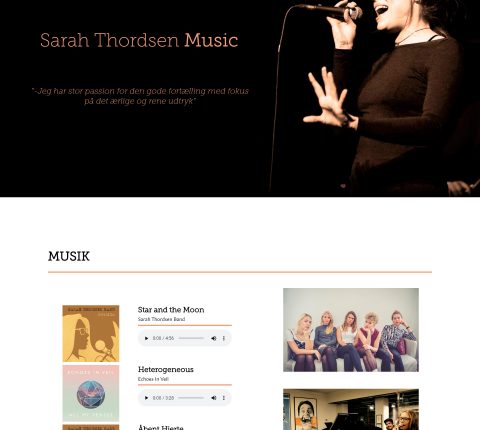 Sarah Thordsen Music
"-Jeg har stor passion for den gode fortælling med fokus
på det ærlige og rene udtryk"
MUSIK
SARAH THORDSEN BAND
Star and the Moon
Sarah Thordsen Band
0:00 / 4:56
ECHOES IN VEIL
Heterogeneous
Echoes In Veil
0:00 / 3:28
Åbent Hjerte